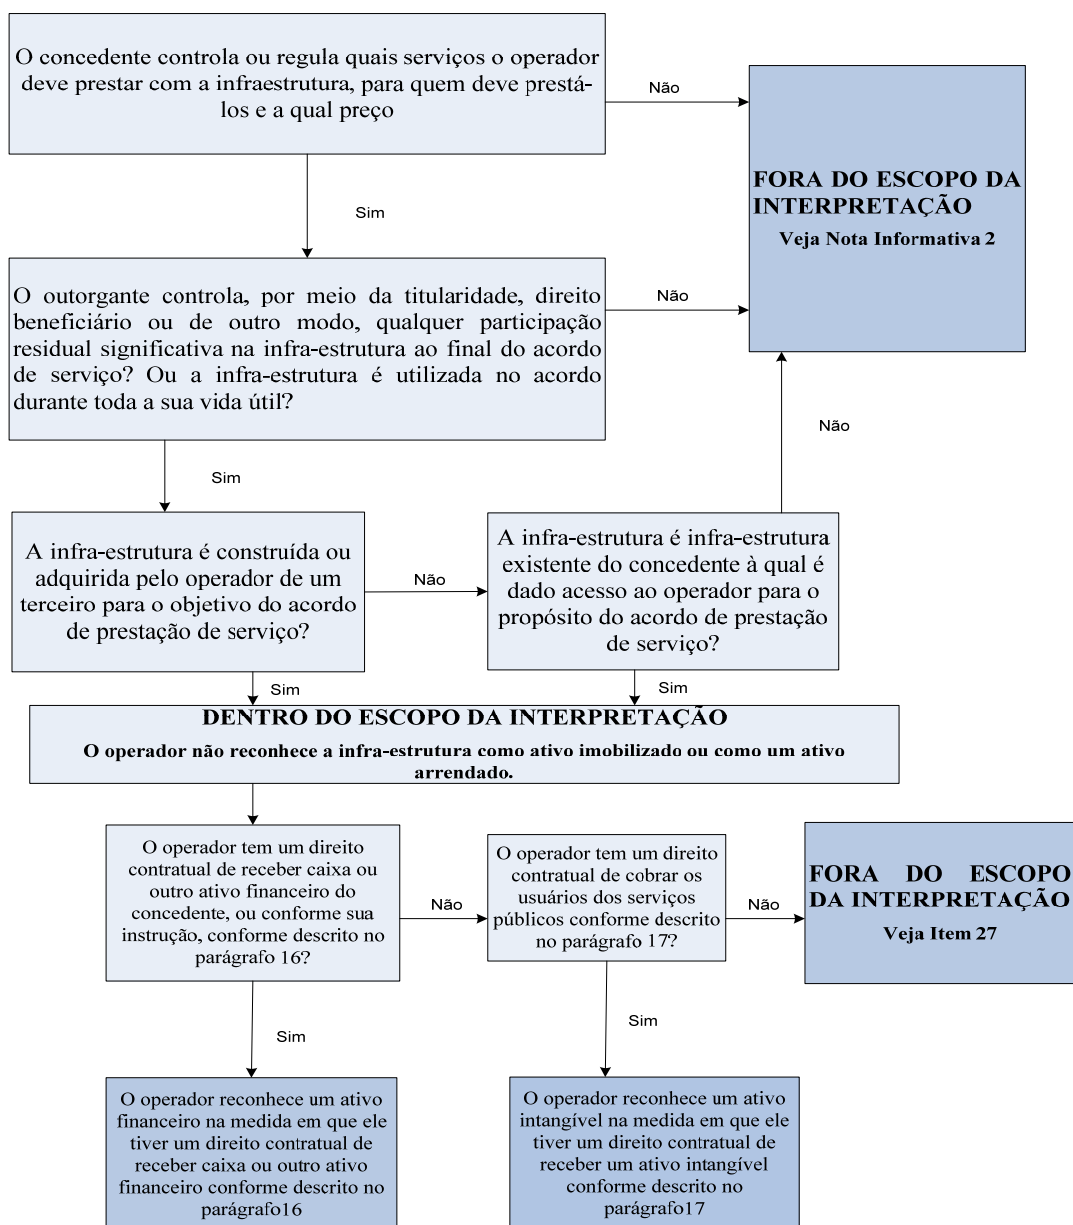 O concedente controla ou regula quais serviços o operador
deve prestar com a infraestrutura, para quem deve prestá-
los e a qual preço
Não
FORA DO ESCOPO DA
INTERPRETAÇÃO
Veja Nota Informativa 2
Sim
O outorgante controla, por meio da titularidade, direito
beneficiário ou de outro modo, qualquer participação
residual significativa na infra-estrutura ao final do acordo
de serviço? Ou a infra-estrutura é utilizada no acordo
durante toda a sua vida útil?
Não
Não
Sim
A infra-estrutura é construída ou
adquirida pelo operador de um
terceiro para o objetivo do acordo
de prestação de serviço?
Não
A infra-estrutura é infra-estrutura
existente do concedente à qual é
dado acesso ao operador para o
propósito do acordo de prestação
de serviço?
Sim
Sim
DENTRO DO ESCOPO DA INTERPRETAÇÃO
O operador não reconhece a infra-estrutura como ativo imobilizado ou como um ativo
arrendado.
O operador tem um direito
contratual de receber caixa ou
outro ativo financeiro do
concedente, ou conforme sua
instrução, conforme descrito no
parágrafo 16?
Não
O operador tem um direito
contratual de cobrar os
usuários dos serviços
públicos conforme descrito
no parágrafo 17?
Não
FORA DO ESCOPO
DA INTERPRETAÇÃO
Veja Item 27
Sim
Sim
O operador reconhece um ativo
financeiro na medida em que ele
tiver um direito contratual de
receber caixa ou outro ativo
financeiro conforme descrito no
parágrafo16
O operador reconhece um ativo
intangível na medida em que ele
tiver um direito contratual de
receber um ativo intangível
conforme descrito no
parágrafo17